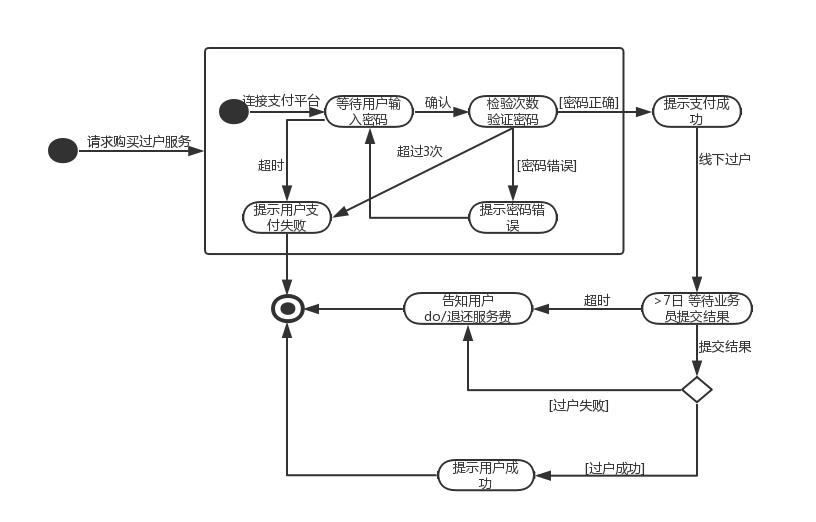 连接支付平台
等待用户输
入密码
确认
检验次数
验证密码
[密码正确]
提示支付成
功
请求购买过户服务
超时
超过3次
[密码错误]
线下过户
提示用户支
付失败
提示密码错
误
告知用户
do/退还服务费
超时
>7日 等待业务
员提交结果
提交结果
[过户失败]
提示用户成
功
[过户成功]